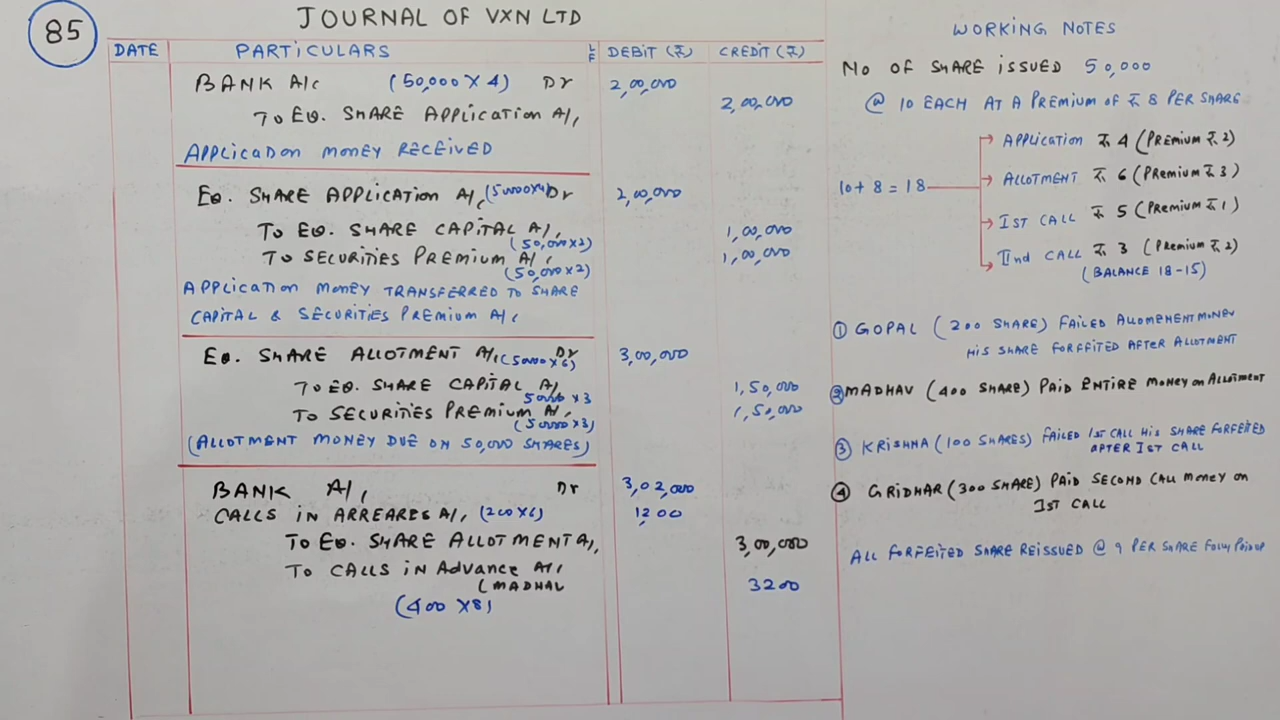 85
JOURNAL OF VXN LTD
DATE PARTICULARS LF DEBIT (₹) CREDIT (₹)
BANK A/c (50,000 X 4) Dr 2,00,000
To EQ. SHARE APPLICATION A/c 2,00,000
APPLICATION MONEY RECEIVED
EQ. SHARE APPLICATION A/c (50000x4) Dr 2,00,000
TO EQ. SHARE CAPITAL A/c 1,00,000
(50,000 x2)
TO SECURITIES PREMIUM A/c 1,00,000
(50,000 x2)
APPLICATION MONEY TRANSFERRED TO SHARE
CAPITAL & SECURITIES PREMIUM A/c
EQ. SHARE ALLOTMENT A/c (50000x6) Dr 3,00,000
TO EQ. SHARE CAPITAL A/c 1,50,000
50000 x3
TO SECURITIES PREMIUM A/c 1,50,000
(50000 x3)
(ALLOTMENT MONEY DUE ON 50,000 SHARES)
BANK A/c Dr 3,02,000
CALLS IN ARREARES A/c (200X6) 1,200
TO EQ. SHARE ALLOTMENT A/c 3,00,000
TO CALLS IN Advance A/c 3200
(MADHAV
(400 X8)
WORKING NOTES
NO OF SHARE ISSUED 50,000
@ 10 EACH AT A PREMIUM OF ₹ 8 PER SHARE
10+8=18
APPLICATION ₹ 4 (PREMIUM ₹ 2)
ALLOTMENT ₹ 6 (PREMIUM ₹ 3)
IST CALL ₹ 5 (PREMIUM ₹ 1)
IInd CALL ₹ 3 (PREMIUM ₹ 2)
(BALANCE 18-15)
① GOPAL (200 SHARE) FAILED MONEY
HIS SHARE FORFEITED AFTER ALLOTMENT
② MADHAV (400 SHARE) PAID ENTIRE MONEY on ALLOTMENT
③ KRISHNA (100 SHARES) FAILED IST CALL HIS SHARE FORFEITED
AFTER IST CALL
④ GRIDHAR (300 SHARE) PAID SECOND CALL MONEY on
IST CALL
ALL FORFEITED SHARE REISSUED @ 9 PER SHARE FULLY PAID UP